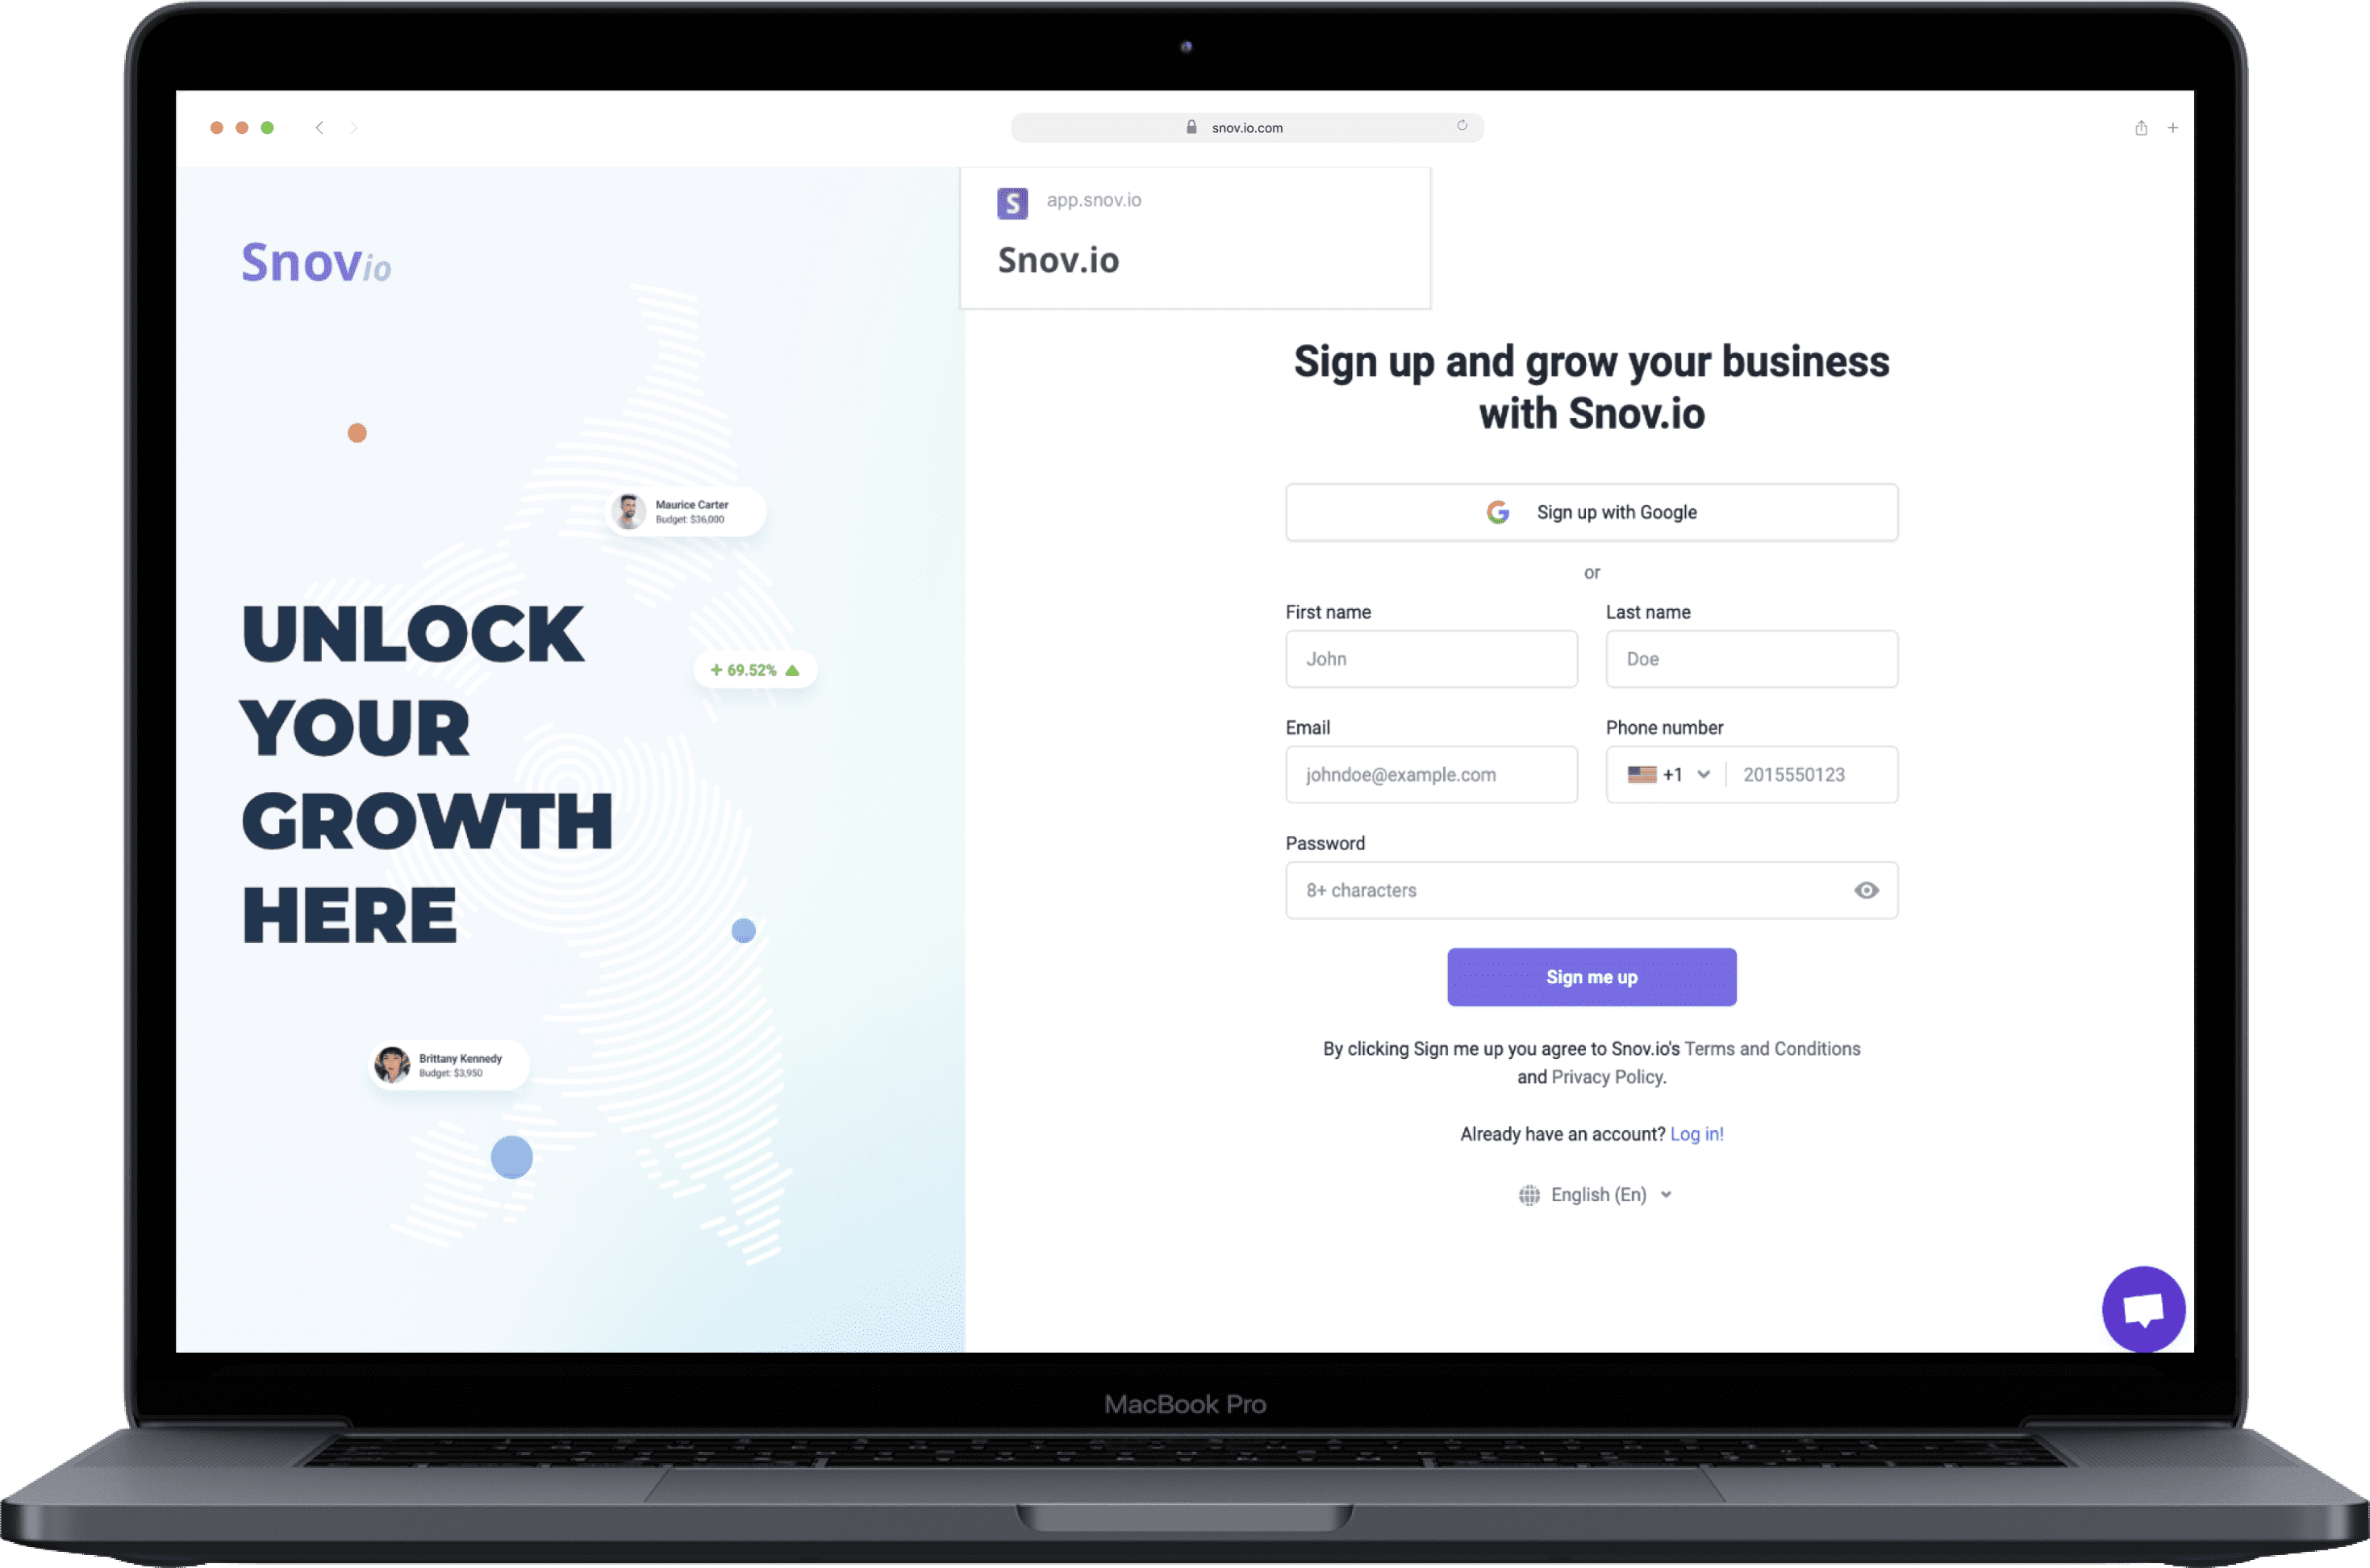 snov.io.com
S
app.snov.io
Snov.io
Snovio
UNLOCK
YOUR
GROWTH
HERE
Maurice Carter
Budget: $36,000
+ 69.52%
Brittany Kennedy
Budget: $3,950
Sign up and grow your business
with Snov.io
Sign up with Google
or
First name
Last name
John
Doe
Email
Phone number
johndoe@example.com
+1
2015550123
Password
8+ characters
Sign me up
By clicking Sign me up you agree to Snov.io's Terms and Conditions
and Privacy Policy.
Already have an account? Log in!
English (En)
MacBook Pro